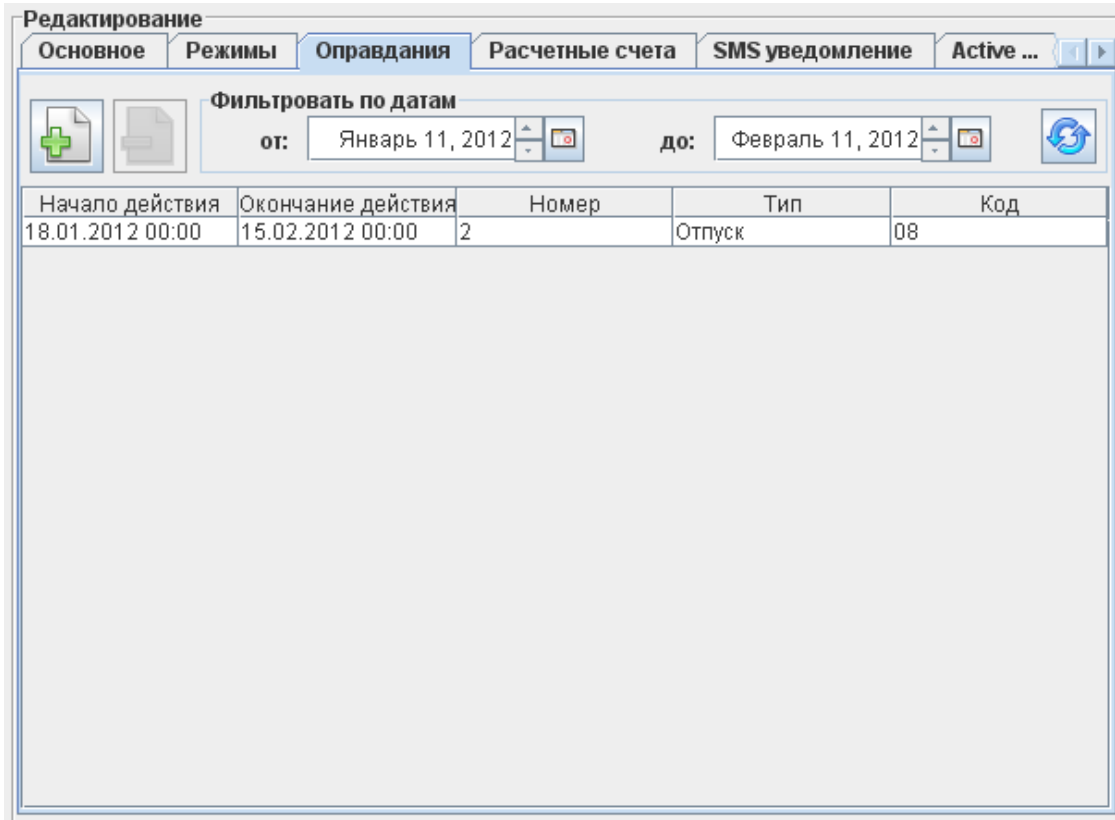 Редактирование
Основное Режимы Оправдания Расчетные счета SMS уведомление Active ...
Фильтровать по датам
от: Январь 11, 2012 до: Февраль 11, 2012
Начало действия Окончание действия Номер Тип Код
18.01.2012 00:00 15.02.2012 00:00 2 Отпуск 08